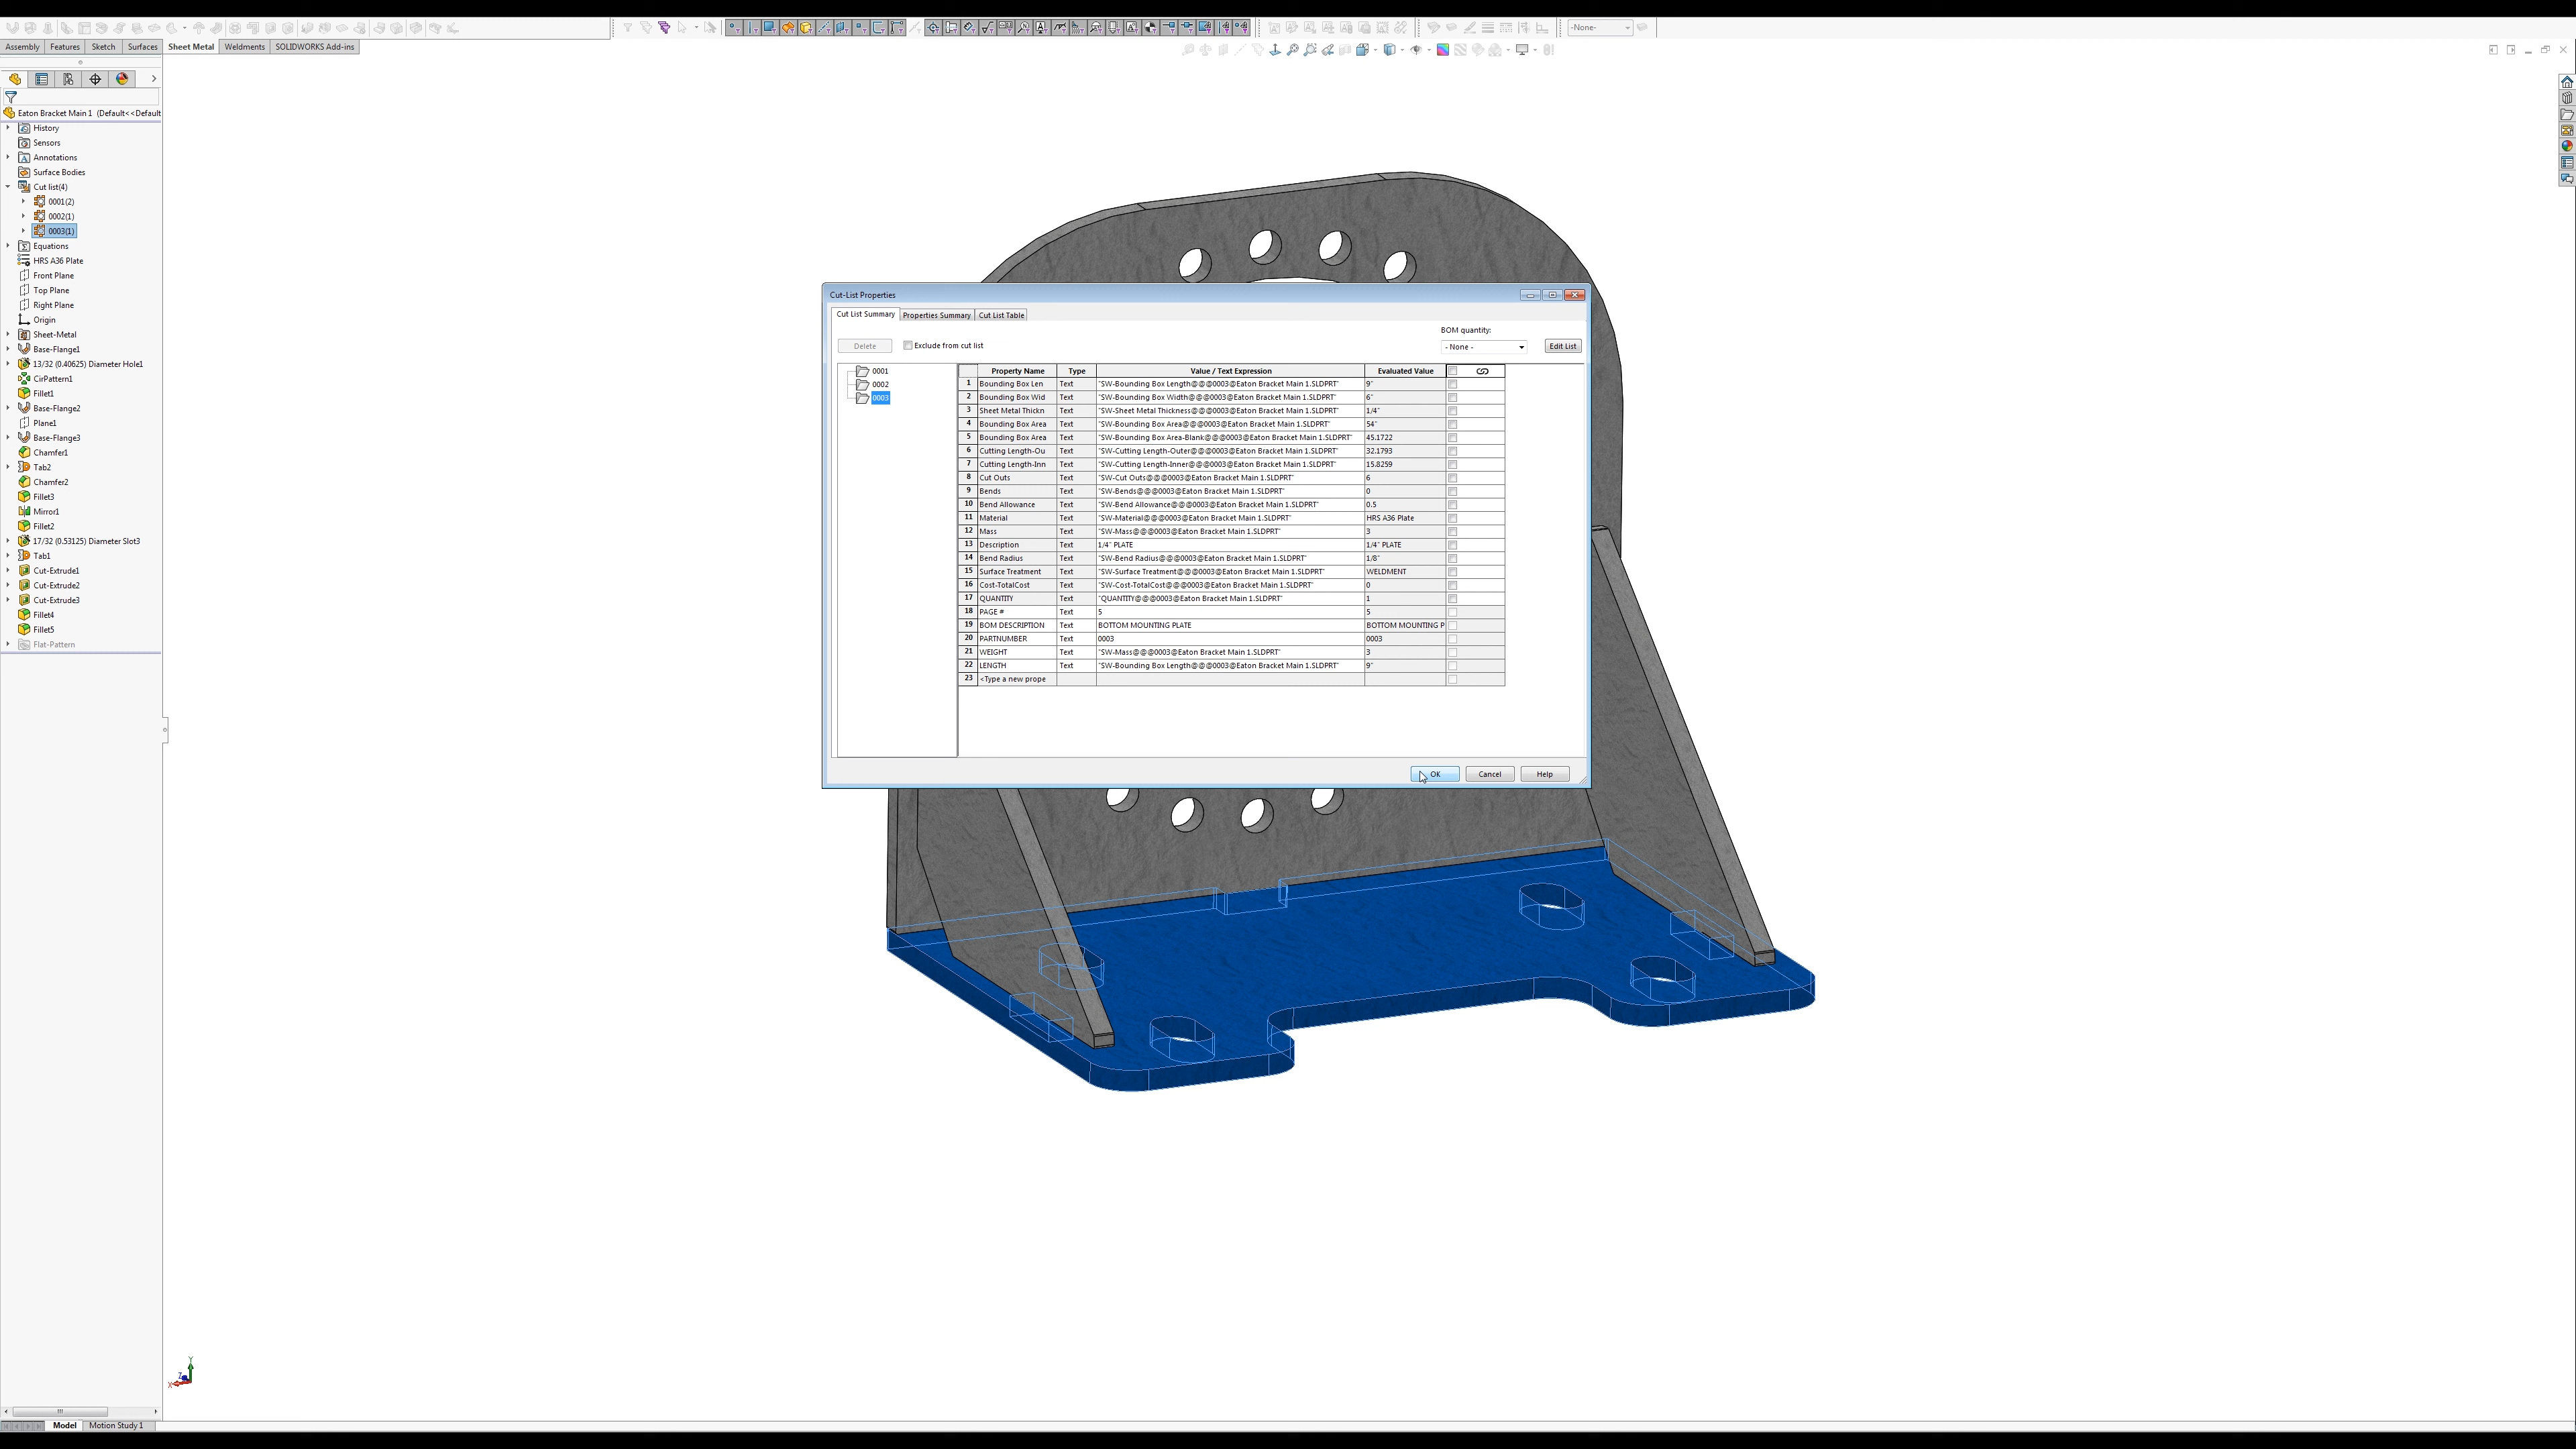 -None-
Assembly Features Sketch Surfaces Sheet Metal Weldments SOLIDWORKS Add-ins
Eaton Bracket Main 1 (Default<<Default
History
Sensors
Annotations
Surface Bodies
Cut list(4)
0001(2)
0002(1)
0003(1)
Equations
HRS A36 Plate
Front Plane
Top Plane
Right Plane
Origin
Sheet-Metal
Base-Flange1
13/32 (0.40625) Diameter Hole1
CirPattern1
Fillet1
Base-Flange2
Plane1
Base-Flange3
Chamfer1
Tab2
Chamfer2
Fillet3
Mirror1
Fillet2
17/32 (0.53125) Diameter Slot3
Tab1
Cut-Extrude1
Cut-Extrude2
Cut-Extrude3
Fillet4
Fillet5
Flat-Pattern
Cut-List Properties
Cut List Summary Properties Summary Cut List Table
BOM quantity:
Delete Exclude from cut list - None - Edit List
0001
0002
0003
Property Name Type Value / Text Expression Evaluated Value
1 Bounding Box Len Text "SW-Bounding Box Length@@@0003@Eaton Bracket Main 1.SLDPRT" 9"
2 Bounding Box Wid Text "SW-Bounding Box Width@@@0003@Eaton Bracket Main 1.SLDPRT" 6"
3 Sheet Metal Thickn Text "SW-Sheet Metal Thickness@@@0003@Eaton Bracket Main 1.SLDPRT" 1/4"
4 Bounding Box Area Text "SW-Bounding Box Area@@@0003@Eaton Bracket Main 1.SLDPRT" 54"
5 Bounding Box Area Text "SW-Bounding Box Area-Blank@@@0003@Eaton Bracket Main 1.SLDPRT" 45.1722
6 Cutting Length-Ou Text "SW-Cutting Length-Outer@@@0003@Eaton Bracket Main 1.SLDPRT" 32.1793
7 Cutting Length-Inn Text "SW-Cutting Length-Inner@@@0003@Eaton Bracket Main 1.SLDPRT" 15.8259
8 Cut Outs Text "SW-Cut Outs@@@0003@Eaton Bracket Main 1.SLDPRT" 6
9 Bends Text "SW-Bends@@@0003@Eaton Bracket Main 1.SLDPRT" 0
10 Bend Allowance Text "SW-Bend Allowance@@@0003@Eaton Bracket Main 1.SLDPRT" 0.5
11 Material Text "SW-Material@@@0003@Eaton Bracket Main 1.SLDPRT" HRS A36 Plate
12 Mass Text "SW-Mass@@@0003@Eaton Bracket Main 1.SLDPRT" 3
13 Description Text 1/4" PLATE 1/4" PLATE
14 Bend Radius Text "SW-Bend Radius@@@0003@Eaton Bracket Main 1.SLDPRT" 1/8"
15 Surface Treatment Text "SW-Surface Treatment@@@0003@Eaton Bracket Main 1.SLDPRT" WELDMENT
16 Cost-TotalCost Text "SW-Cost-TotalCost@@@0003@Eaton Bracket Main 1.SLDPRT" 0
17 QUANTITY Text "QUANTITY@@@0003@Eaton Bracket Main 1.SLDPRT" 1
18 PAGE # Text 5 5
19 BOM DESCRIPTION Text BOTTOM MOUNTING PLATE BOTTOM MOUNTING P
20 PARTNUMBER Text 0003 0003
21 WEIGHT Text "SW-Mass@@@0003@Eaton Bracket Main 1.SLDPRT" 3
22 LENGTH Text "SW-Bounding Box Length@@@0003@Eaton Bracket Main 1.SLDPRT" 9"
23 <Type a new prope
OK Cancel Help
Y
Z
X
Model Motion Study 1